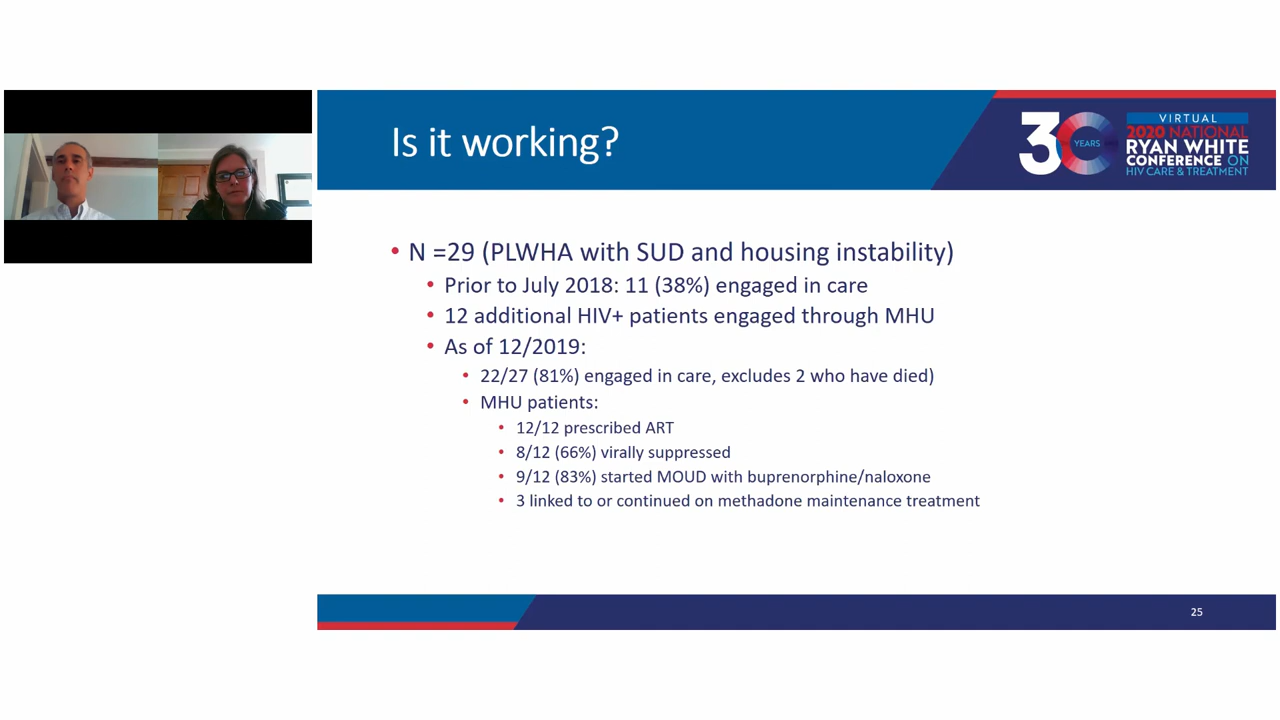 Is it working?
30
YEARS
VIRTUAL
2020 NATIONAL
RYAN WHITE
CONFERENCE ON
HIV CARE & TREATMENT
• N =29 (PLWHA with SUD and housing instability)
• Prior to July 2018: 11 (38%) engaged in care
• 12 additional HIV+ patients engaged through MHU
• As of 12/2019:
• 22/27 (81%) engaged in care, excludes 2 who have died)
• MHU patients:
• 12/12 prescribed ART
• 8/12 (66%) virally suppressed
• 9/12 (83%) started MOUD with buprenorphine/naloxone
• 3 linked to or continued on methadone maintenance treatment
25